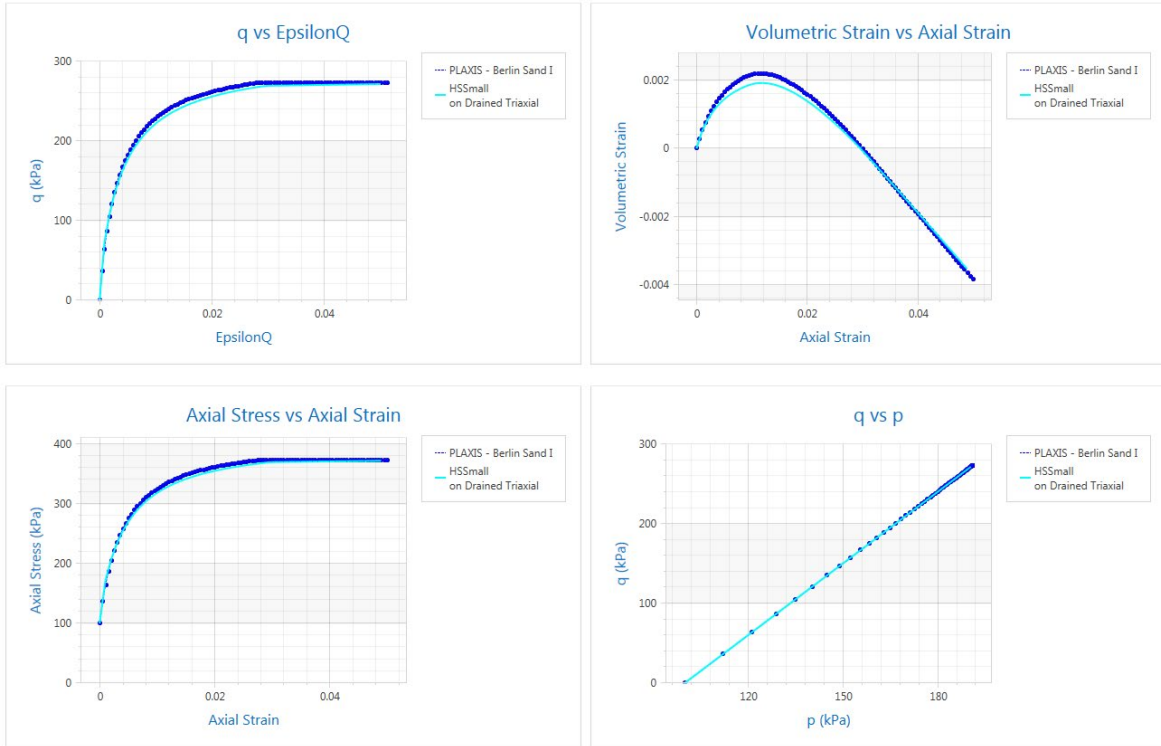 q vs EpsilonQ
300
200
100
0
q (kPa)
0
0.02
0.04
EpsilonQ
PLAXIS - Berlin Sand I
HSSmall
on Drained Triaxial
Volumetric Strain vs Axial Strain
0.002
0
-0.002
-0.004
Volumetric Strain
0
0.02
0.04
Axial Strain
PLAXIS - Berlin Sand I
HSSmall
on Drained Triaxial
Axial Stress vs Axial Strain
400
300
200
100
0
Axial Stress (kPa)
0
0.02
0.04
Axial Strain
PLAXIS - Berlin Sand I
HSSmall
on Drained Triaxial
q vs p
300
200
100
0
q (kPa)
120
150
180
p (kPa)
PLAXIS - Berlin Sand I
HSSmall
on Drained Triaxial